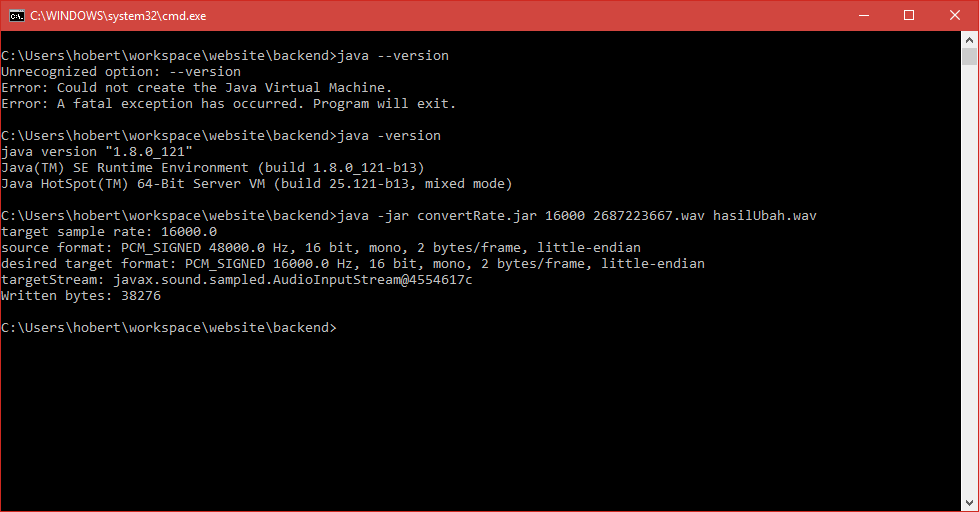 C:\WINDOWS\system32\cmd.exe
C:\Users\hobert\workspace\website\backend>java --version
Unrecognized option: --version
Error: Could not create the Java Virtual Machine.
Error: A fatal exception has occurred. Program will exit.
C:\Users\hobert\workspace\website\backend>java -version
java version "1.8.0_121"
Java(TM) SE Runtime Environment (build 1.8.0_121-b13)
Java HotSpot(TM) 64-Bit Server VM (build 25.121-b13, mixed mode)
C:\Users\hobert\workspace\website\backend>java -jar convertRate.jar 16000 2687223667.wav hasilUbah.wav
target sample rate: 16000.0
source format: PCM_SIGNED 48000.0 Hz, 16 bit, mono, 2 bytes/frame, little-endian
desired target format: PCM_SIGNED 16000.0 Hz, 16 bit, mono, 2 bytes/frame, little-endian
targetStream: javax.sound.sampled.AudioInputStream@4554617c
Written bytes: 38276
C:\Users\hobert\workspace\website\backend>